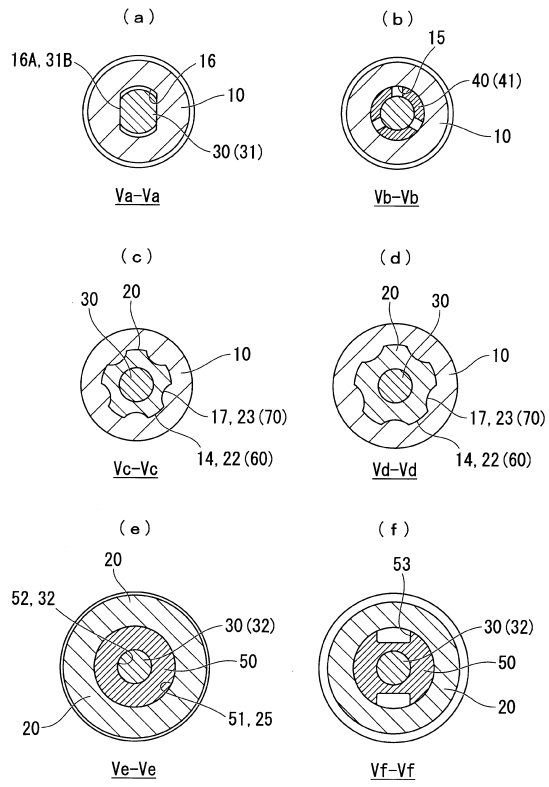 (a)
16A, 31B
16
10
30(31)
Va-Va
(b)
15
40(41)
10
Vb-Vb
(c)
30
20
10
17, 23(70)
14, 22(60)
Vc-Vc
(d)
20
30
10
17, 23(70)
14, 22(60)
Vd-Vd
(e)
52, 32
20
30(32)
50
20
51, 25
Ve-Ve
(f)
53
30(32)
50
20
Vf-Vf